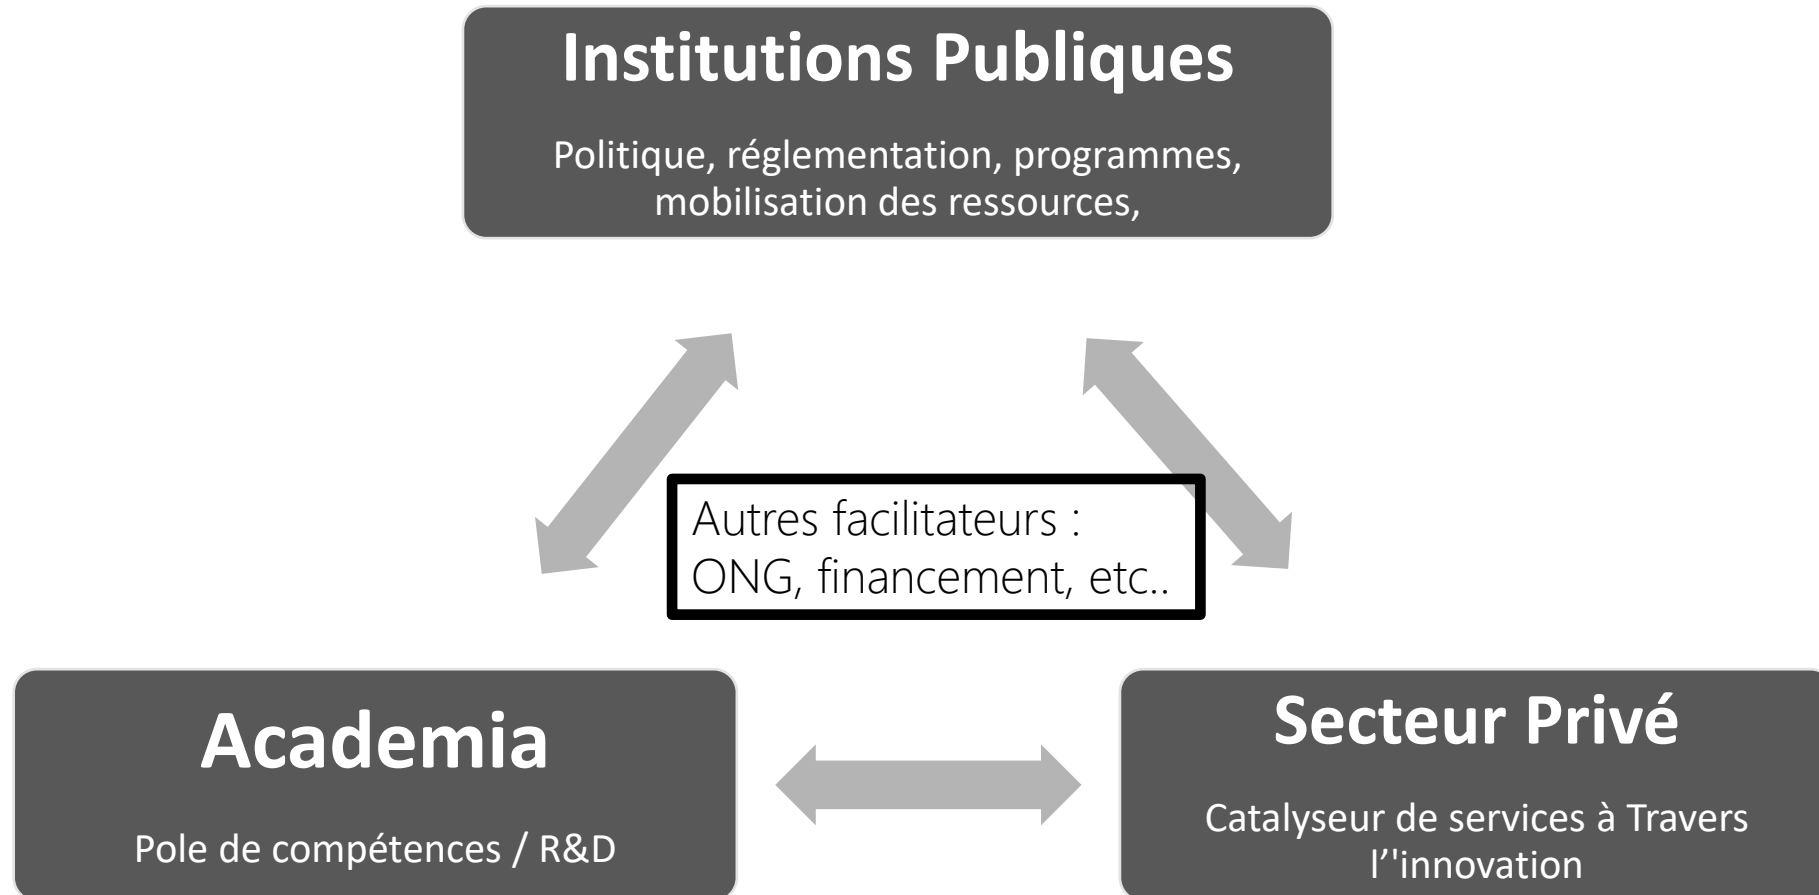 Institutions Publiques
Politique, réglementation, programmes,
mobilisation des ressources,
Autres facilitateurs :
ONG, financement, etc..
Academia
Pole de compétences / R&D
Secteur Privé
Catalyseur de services à Travers
l’'innovation